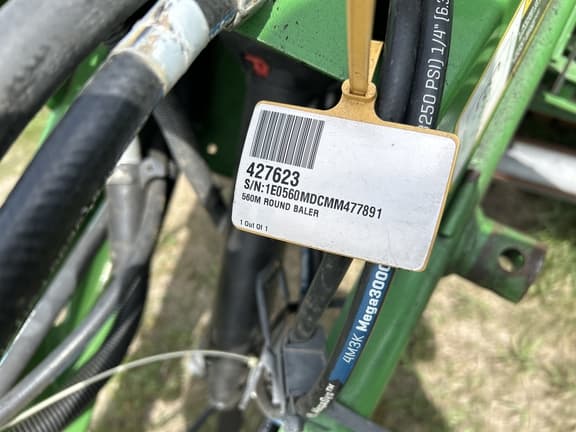 250 PSI) 1/4" [6.3
427623
S/N:1E0560MDCMM477891
560M ROUND BALER
1 Out Of 1
4M3K Mega3000